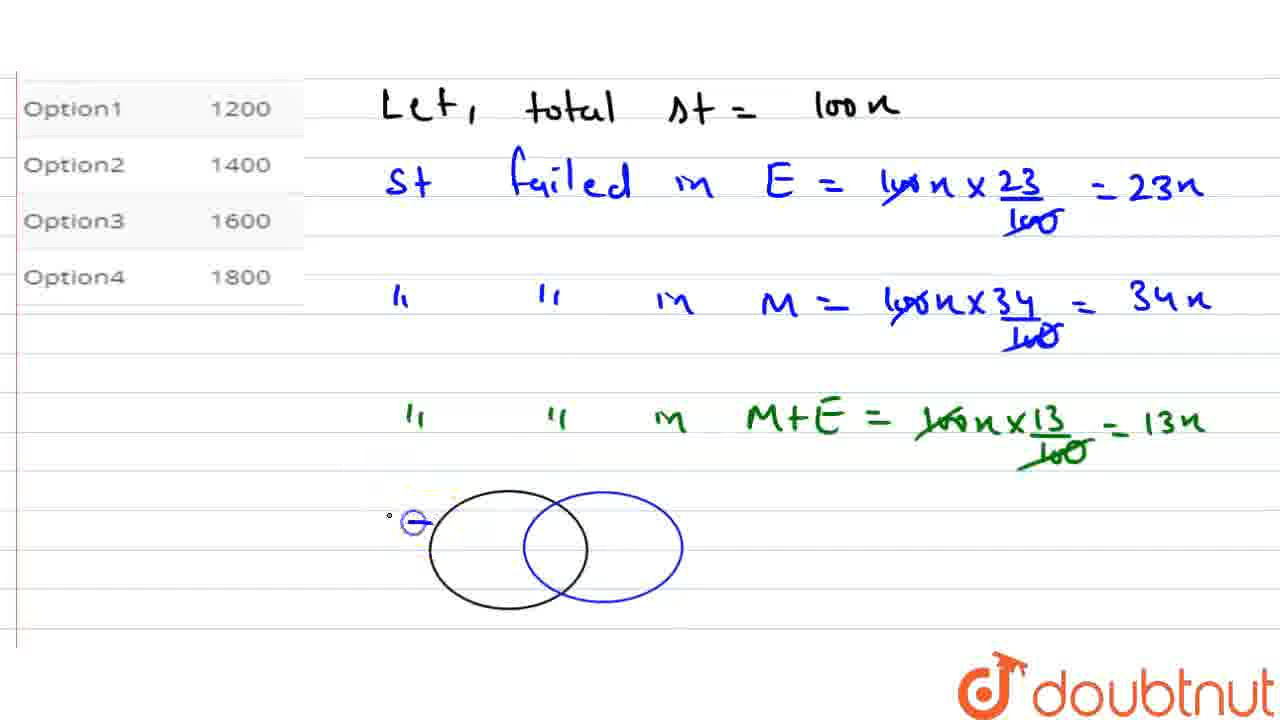 Option1 1200
Option2 1400
Option3 1600
Option4 1800
Let, total st = 100x
St failed in E = 100x × 23/100 = 23x
" " in M = 100x × 34/100 = 34x
" " in M+E = 100x × 13/100 = 13x
doubtnut